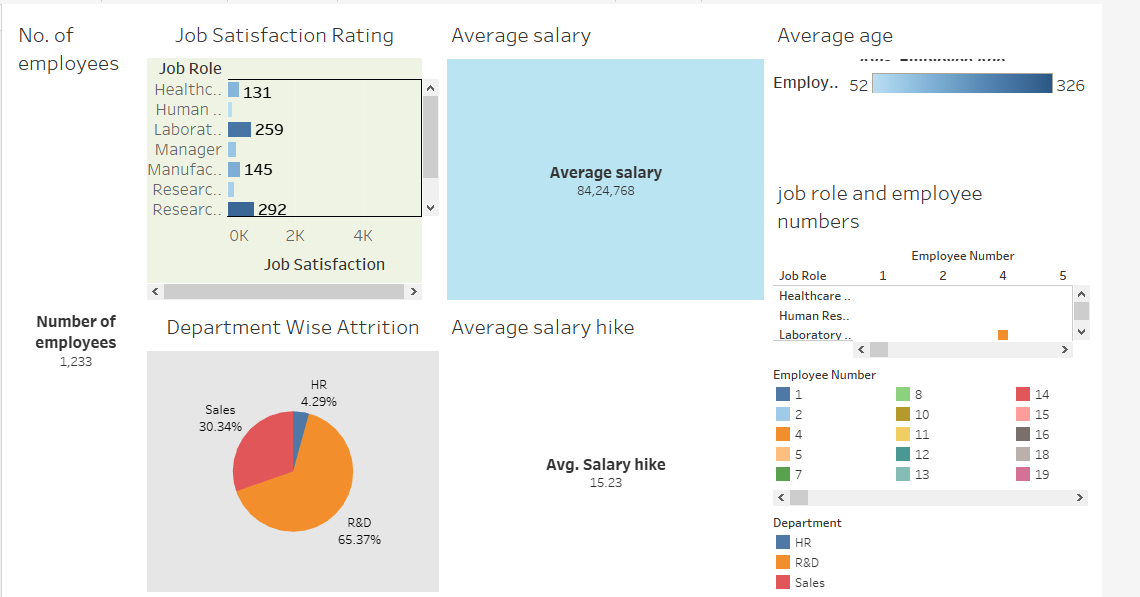 No. of
employees
Number of
employees
1,233
Job Satisfaction Rating
Job Role
Healthc.. 131
Human ..
Laborat.. 259
Manager
Manufac.. 145
Researc..
Researc.. 292
0K 2K 4K
Job Satisfaction
Department Wise Attrition
HR
4.29%
Sales
30.34%
R&D
65.37%
Average salary
Average salary
84,24,768
Average salary hike
Avg. Salary hike
15.23
Average age
Employ.. 52 326
job role and employee
numbers
Employee Number
Job Role 1 2 4 5
Healthcare ..
Human Res..
Laboratory ..
Employee Number
1 8 14
2 10 15
4 11 16
5 12 18
7 13 19
Department
HR
R&D
Sales